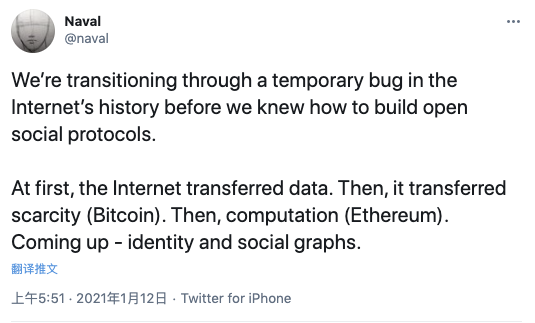 Naval
@naval
We’re transitioning through a temporary bug in the
Internet’s history before we knew how to build open
social protocols.
At first, the Internet transferred data. Then, it transferred
scarcity (Bitcoin). Then, computation (Ethereum).
Coming up - identity and social graphs.
翻译推文
上午5:51 · 2021年1月12日 · Twitter for iPhone